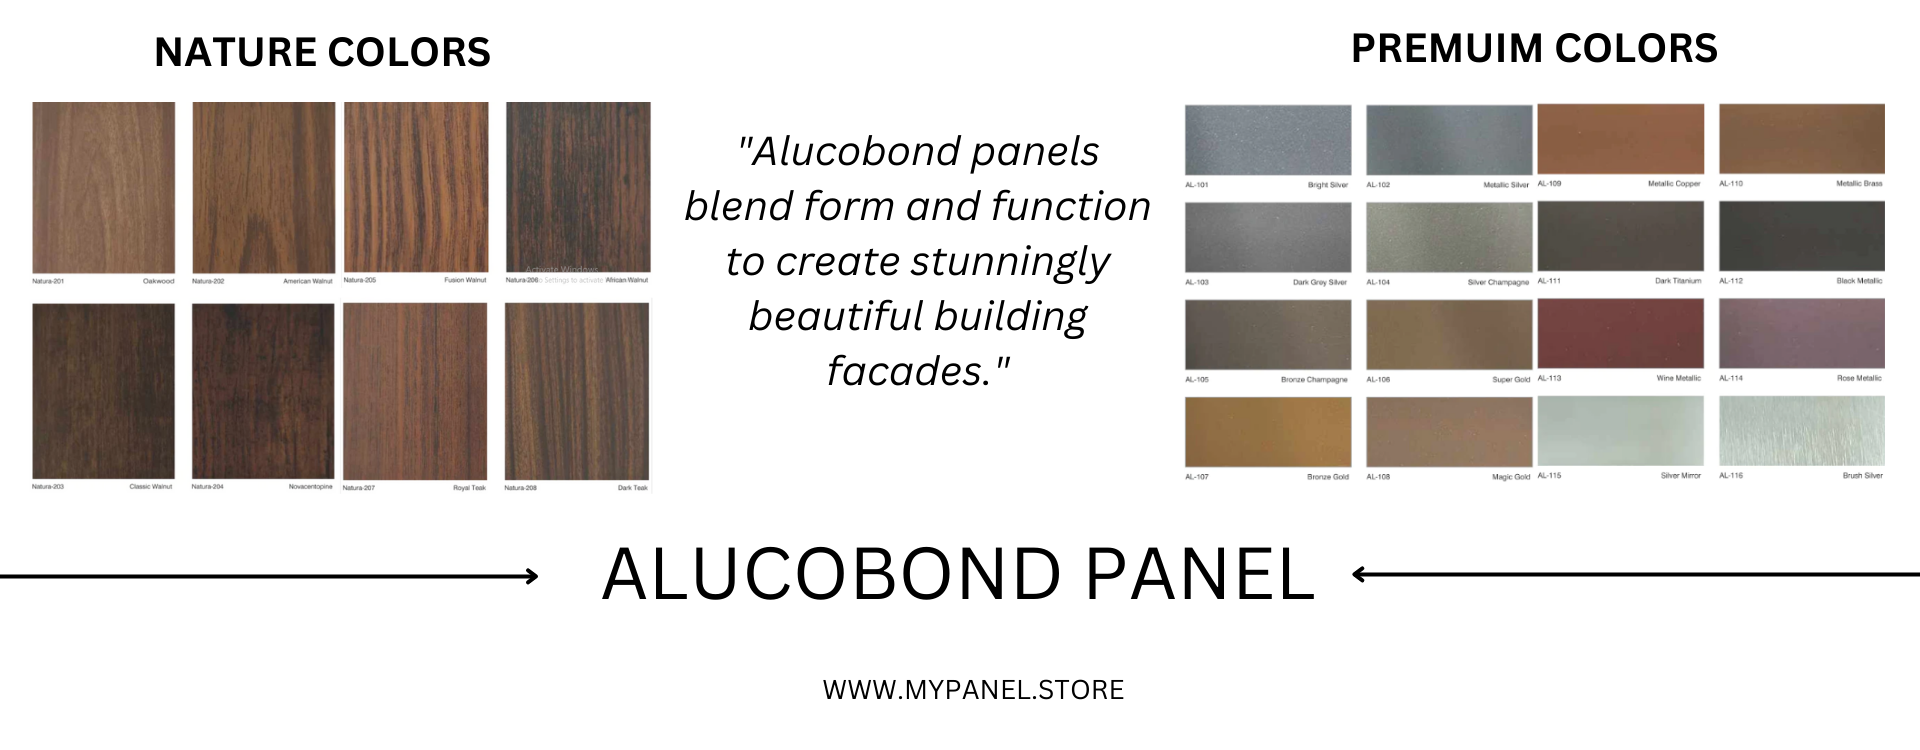 NATURE COLORS
Natura-201 Oakwood
Natura-202 American Walnut
Natura-205 Fusion Walnut
Activate Windows
Natura-206 o Settings to activate African Walnut
Natura-203 Classic Walnut
Natura-204 Novacentopine
Natura-207 Royal Teak
Natura-208 Dark Teak
"Alucobond panels
blend form and function
to create stunningly
beautiful building
facades."
PREMUIM COLORS
AL-101 Bright Silver
AL-102 Metallic Silver
AL-109 Metallic Copper
AL-110 Metallic Brass
AL-103 Dark Grey Silver
AL-104 Silver Champagne
AL-111 Dark Titanium
AL-112 Black Metallic
AL-105 Bronze Champagne
AL-106 Super Gold
AL-113 Wine Metallic
AL-114 Rose Metallic
AL-107 Bronze Gold
AL-108 Magic Gold
AL-115 Silver Mirror
AL-116 Brush Silver
ALUCOBOND PANEL
WWW.MYPANEL.STORE